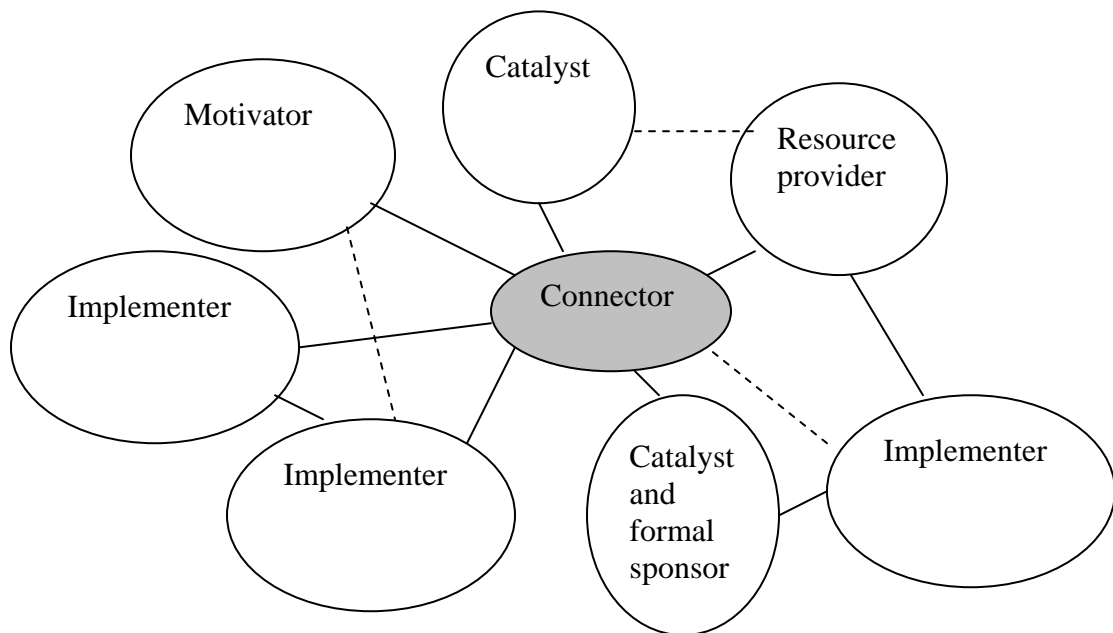 Catalyst
Motivator
Resource
provider
Connector
Implementer
Implementer
Catalyst
and
formal
sponsor
Implementer